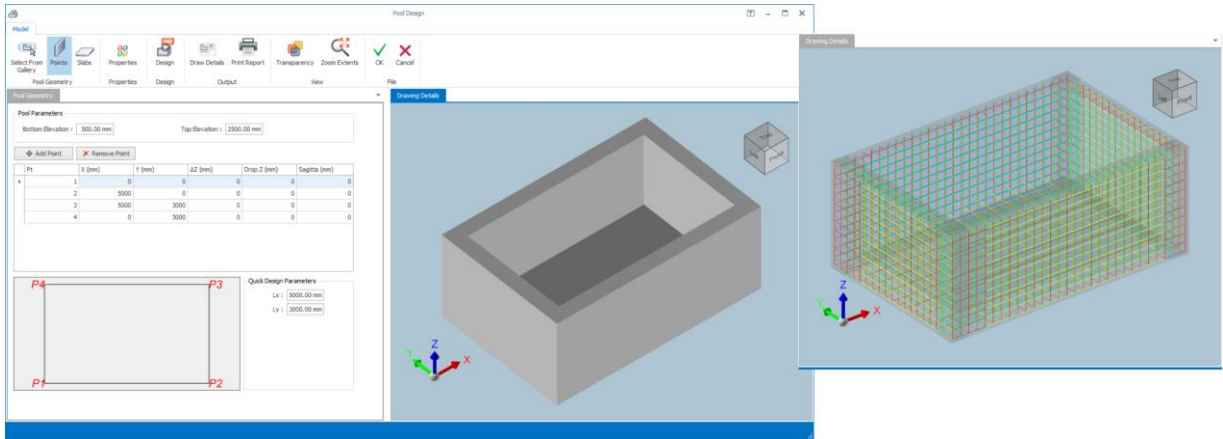 Pool Design
Model
Select From Gallery
Points
Slabs
Properties
Design
Draw Details
Print Report
Transparency
Zoom Extents
OK
Cancel
Pool Geometry
Properties
Design
Output
View
File
Pool Geometry
Drawing Details
Drawing Details
Pool Parameters
Bottom Elevation : 500.00 mm
Top Elevation : 2500.00 mm
Add Point
Remove Point
Pt X (mm) Y (mm) ΔZ (mm) Drop Z (mm) Sagitta (mm)
1 0 0 0 0 0
2 5000 0 0 0 0
3 5000 3000 0 0 0
4 0 3000 0 0 0
P4
P3
P1
P2
Quick Design Parameters
Lx : 5000.00 mm
Ly : 3000.00 mm
Top
Front
Z
Y
X
Top
Front
Z
Y
X